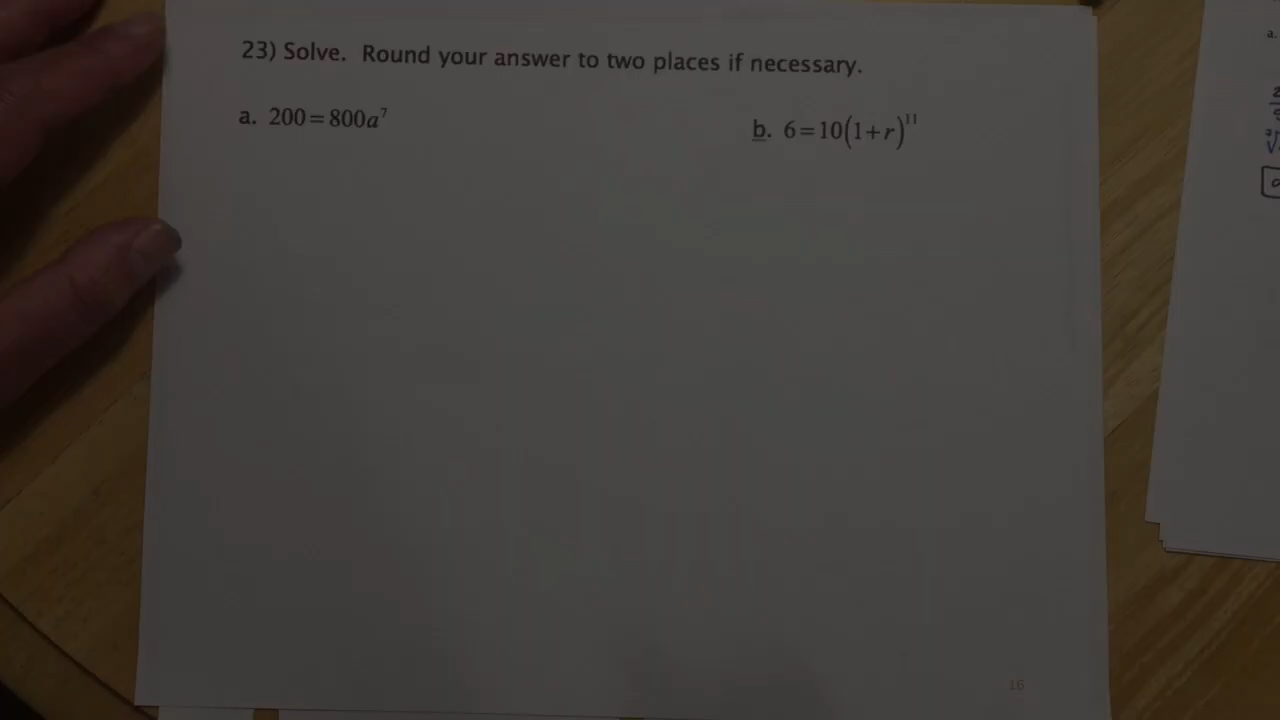 23) Solve. Round your answer to two places if necessary.
a. 200=800a⁷
b. 6=10(1+r)¹¹
16
a.